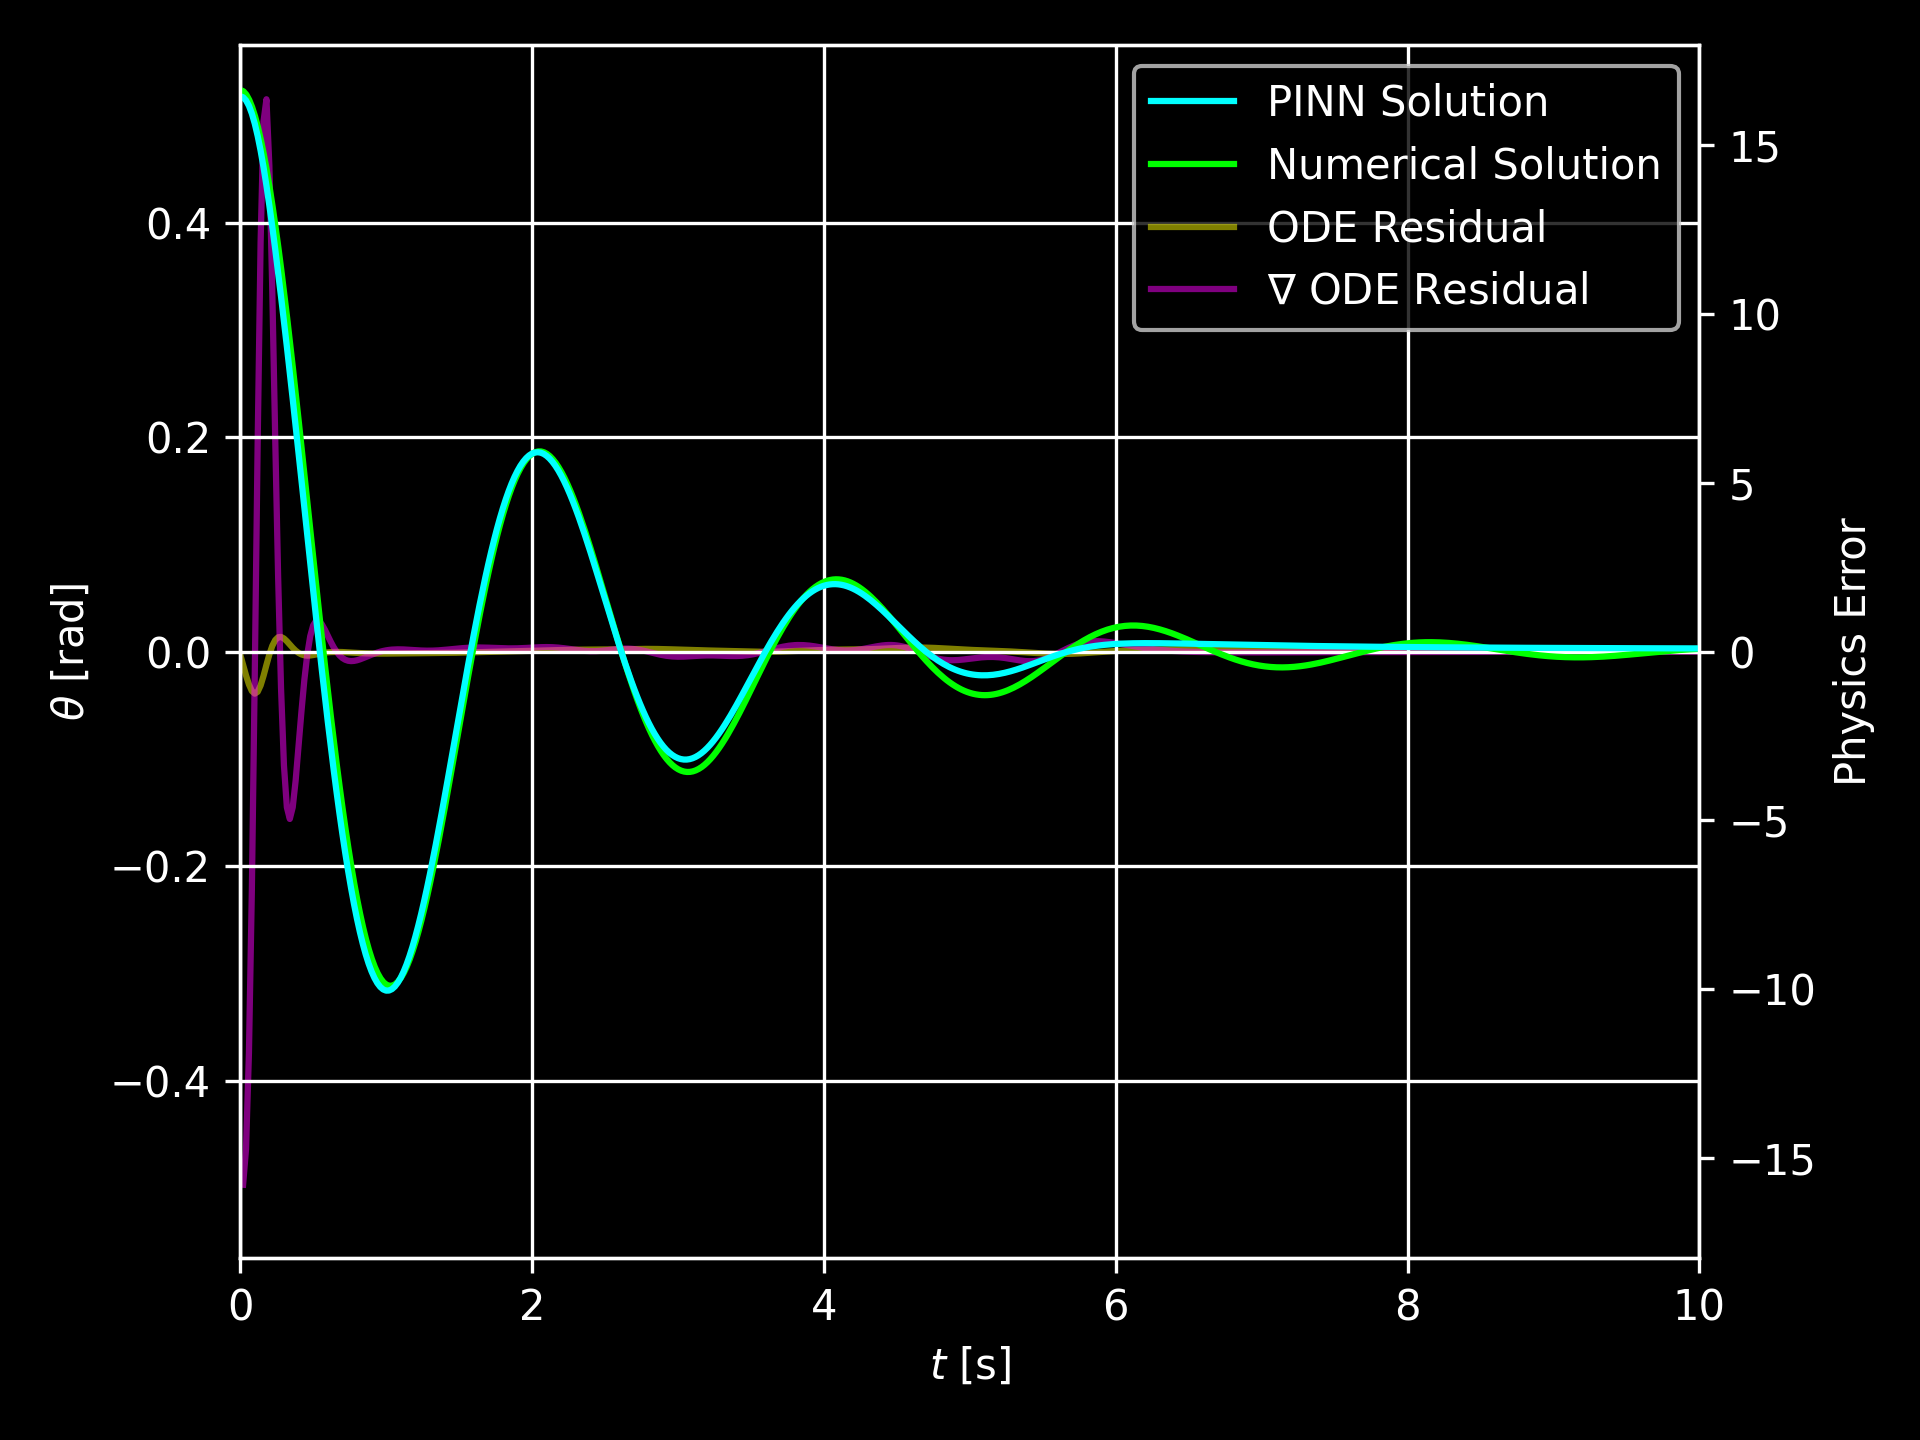 PINN Solution
Numerical Solution
ODE Residual
∇ ODE Residual
θ [rad]
0.4
0.2
0.0
−0.2
−0.4
15
10
5
0
−5
−10
−15
Physics Error
0 2 4 6 8 10
t [s]